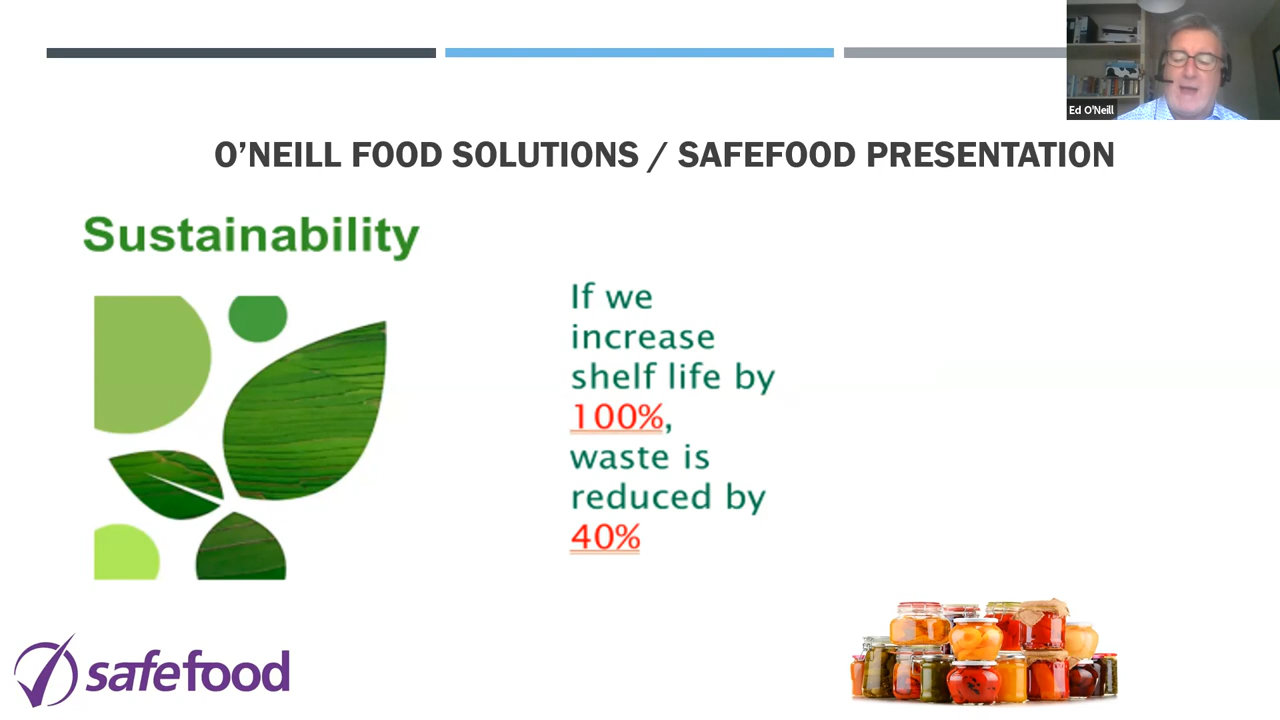 Ed O'Neill
O'NEILL FOOD SOLUTIONS / SAFEFOOD PRESENTATION
Sustainability
If we
increase
shelf life by
100%,
waste is
reduced by
40%
safefood